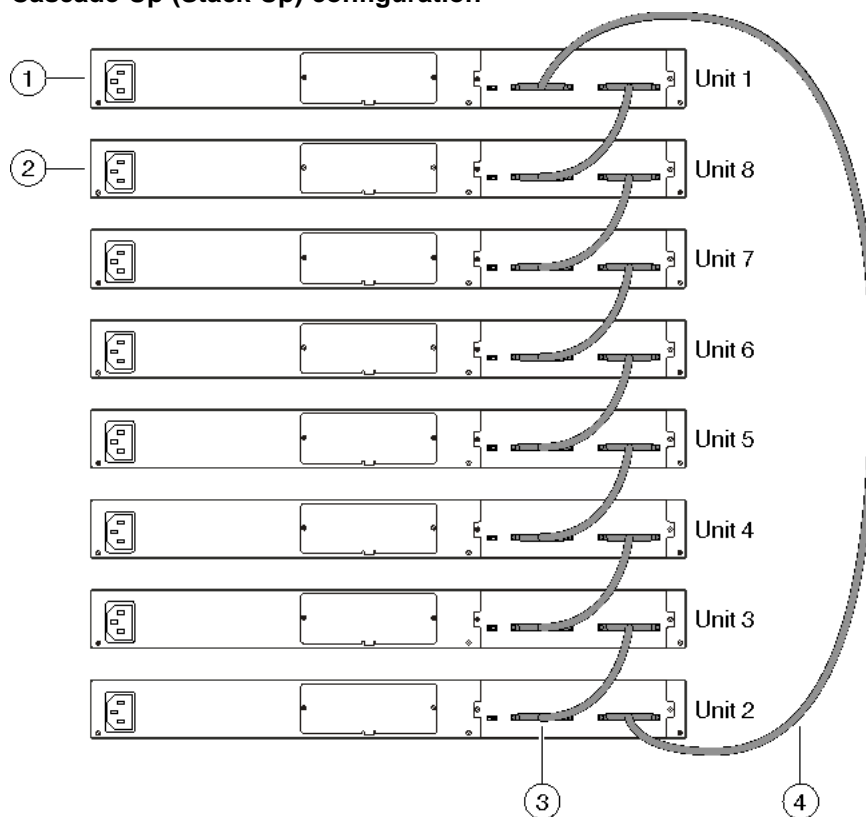 Cascade Up (Stack Up) configuration
1
Unit 1
2
Unit 8
Unit 7
Unit 6
Unit 5
Unit 4
Unit 3
Unit 2
3
4